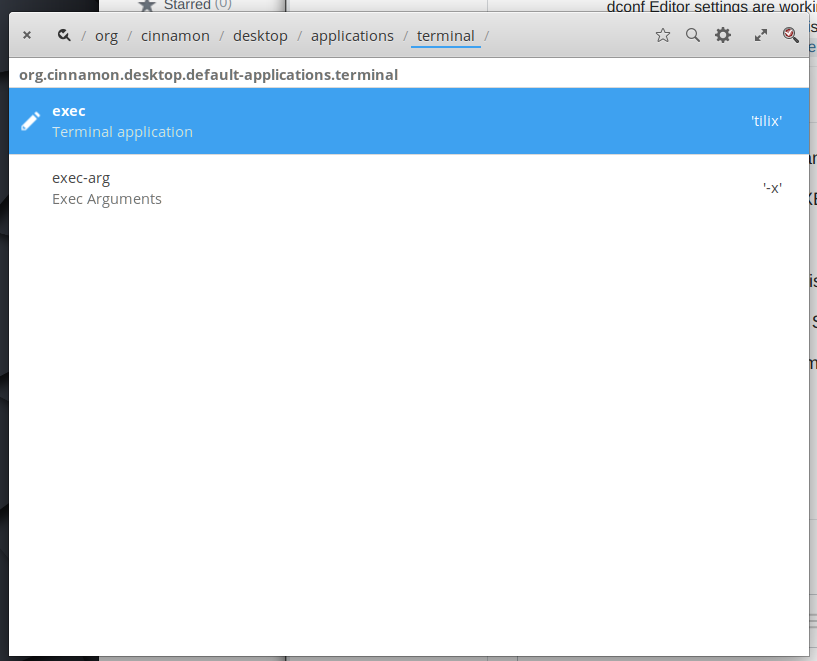 Starred (0)
dconf Editor settings are worki
/ org / cinnamon / desktop / applications / terminal /
org.cinnamon.desktop.default-applications.terminal
exec
Terminal application
'tilix'
exec-arg
Exec Arguments
'-x'